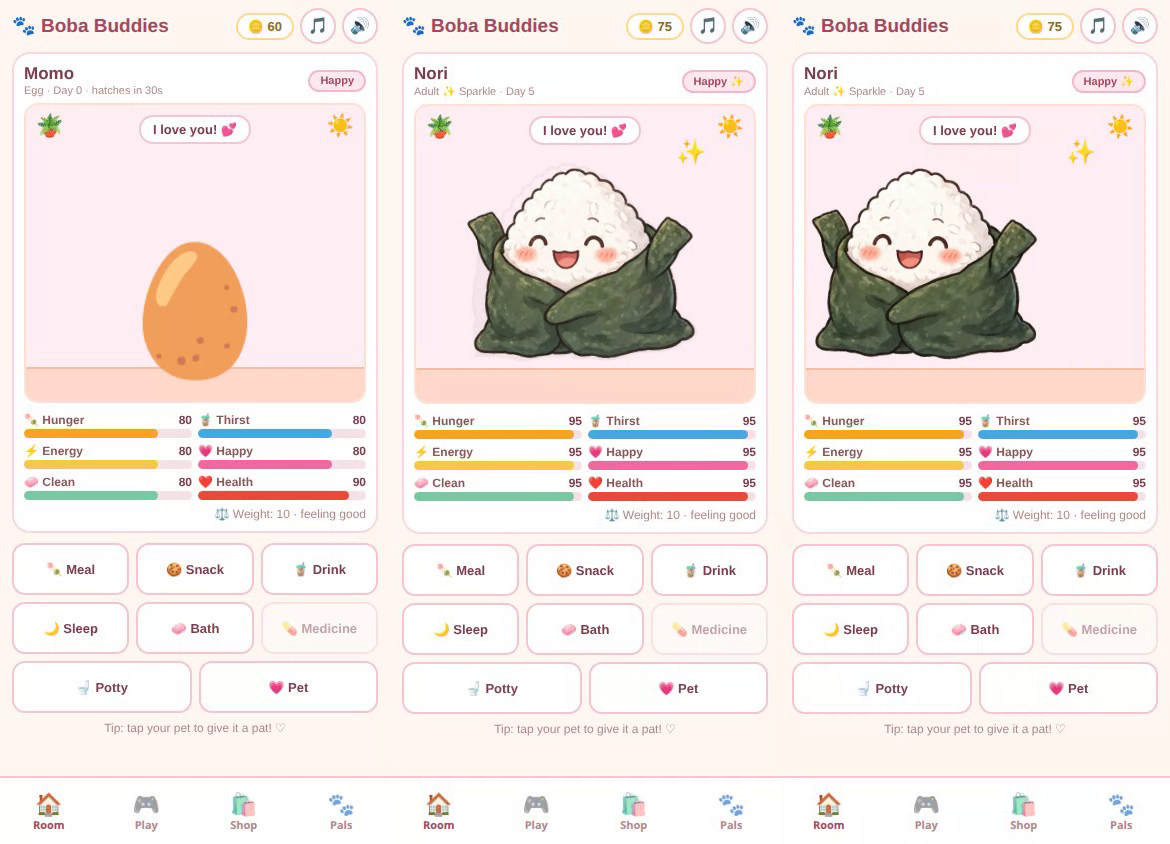 Boba Buddies
60
Momo
Egg · Day 0 · hatches in 30s
Happy
I love you!
Hunger 80
Thirst 80
Energy 80
Happy 80
Clean 80
Health 90
Weight: 10 · feeling good
Meal
Snack
Drink
Sleep
Bath
Medicine
Potty
Pet
Tip: tap your pet to give it a pat! ♡
Room
Play
Shop
Pals
Boba Buddies
75
Nori
Adult ✨ Sparkle · Day 5
Happy ✨
I love you!
Hunger 95
Thirst 95
Energy 95
Happy 95
Clean 95
Health 95
Weight: 10 · feeling good
Meal
Snack
Drink
Sleep
Bath
Medicine
Potty
Pet
Tip: tap your pet to give it a pat! ♡
Room
Play
Shop
Pals
Boba Buddies
75
Nori
Adult ✨ Sparkle · Day 5
Happy ✨
I love you!
Hunger 95
Thirst 95
Energy 95
Happy 95
Clean 95
Health 95
Weight: 10 · feeling good
Meal
Snack
Drink
Sleep
Bath
Medicine
Potty
Pet
Tip: tap your pet to give it a pat! ♡
Room
Play
Shop
Pals